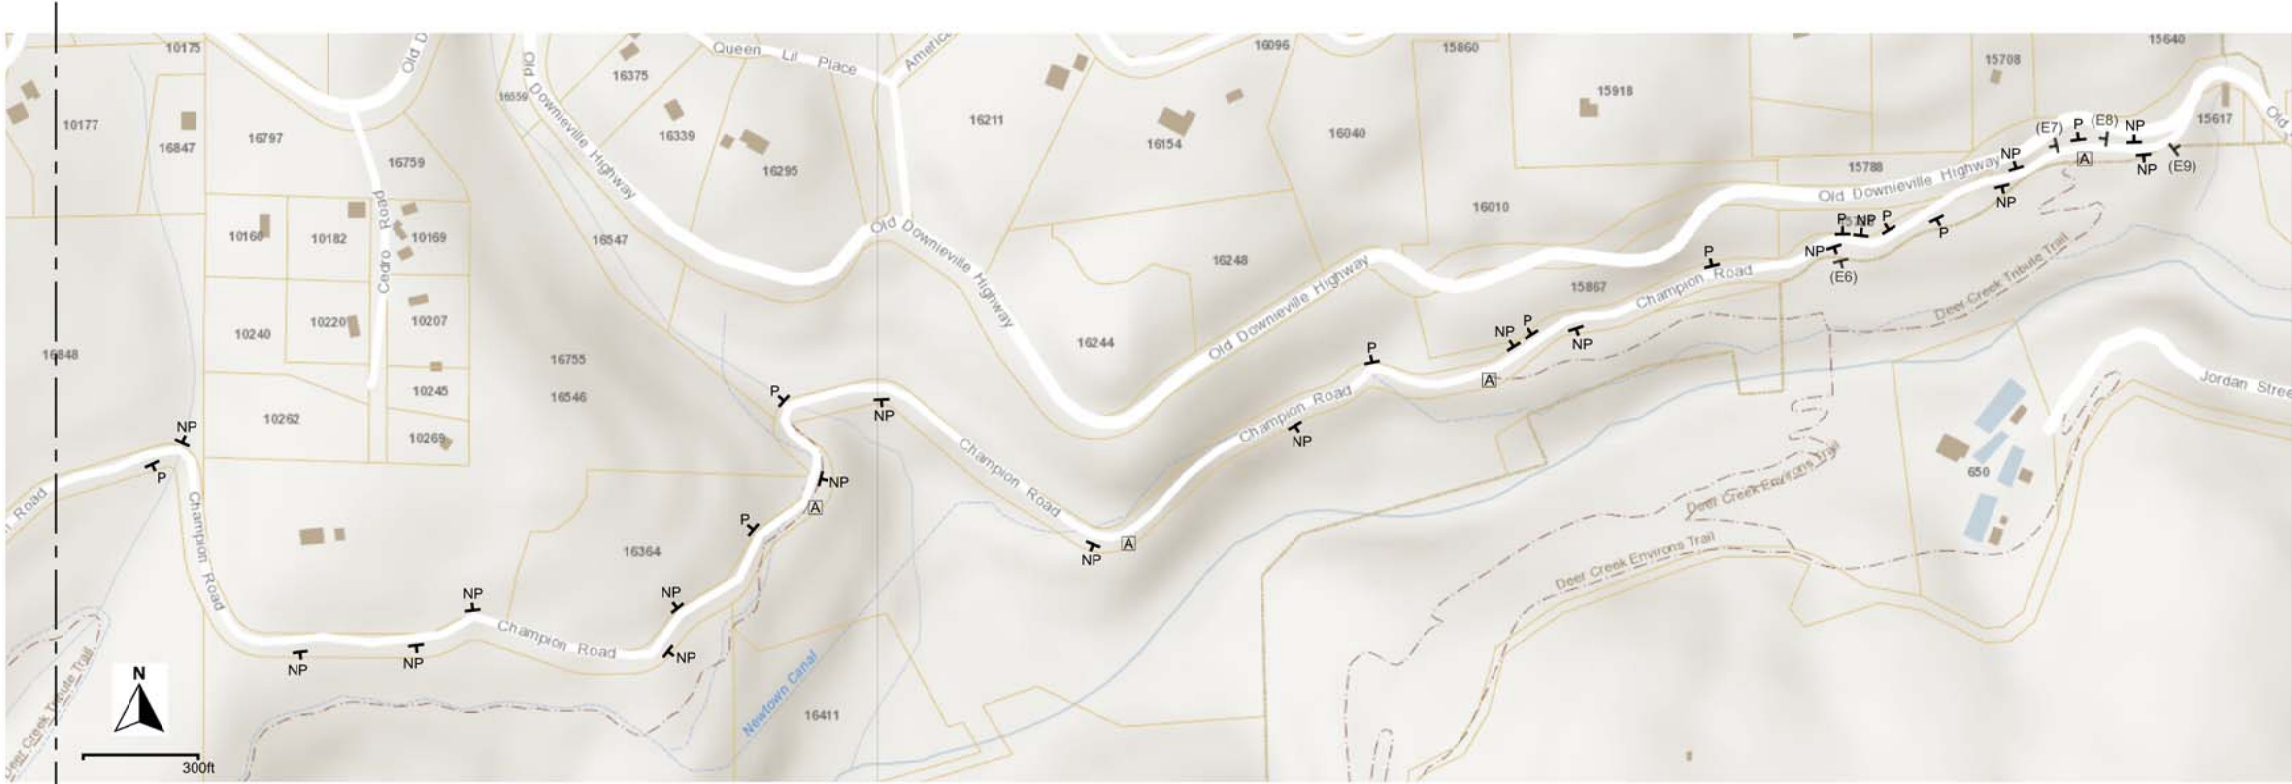 10175
Old D
Queen Lil Place
America
16096
15860
15640
16375
15708
16559
Old Downieville Highway
15918
10177
16847
16797
16339
16211
16154
16040
15617
Old
(E7)
P
(E8)
NP
A
NP
(E9)
16759
16295
15788
NP
Old Downieville Highway
NP
Cedro Road
10160
10182
10169
16547
Old Downieville Highway
16010
P
NP
P
P
NP
(E6)
Deer Creek Tribute Trail
16248
P
Champion Road
15867
Old Downieville Highway
10240
10220
10207
16848
16755
16244
NP
P
NP
P
A
10245
16546
P
NP
Champion Road
NP
10262
10269
Jordan Stree
NP
P
Champion Road
NP
A
P
650
Deer Creek Environs Trail
r Road
Champion Road
A
NP
16364
Deer Creek Environs Trail
NP
NP
Champion Road
NP
NP
NP
Deer Creek Tribute Trail
N
Newtown Canal
16411
300ft